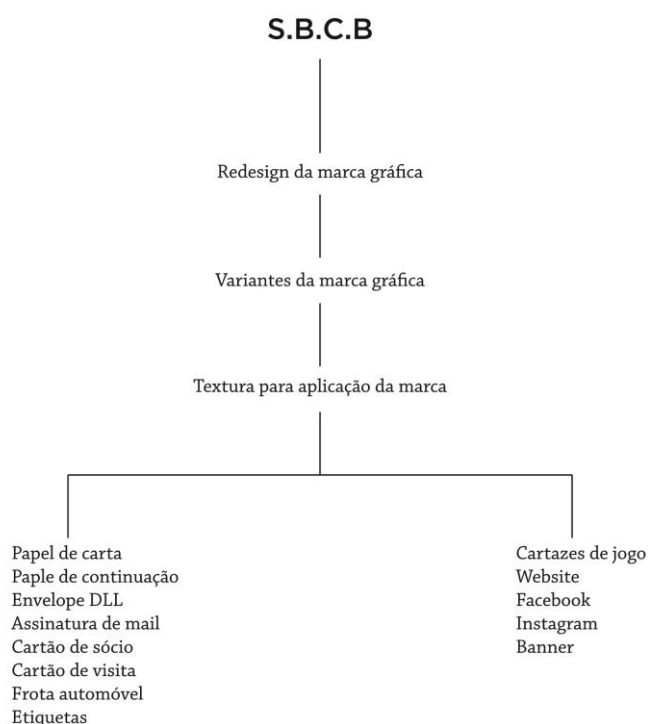 S.B.C.B
Redesign da marca gráfica
Variantes da marca gráfica
Textura para aplicação da marca
Papel de carta
Paple de continuação
Envelope DLL
Assinatura de mail
Cartão de sócio
Cartão de visita
Frota automóvel
Etiquetas
Cartazes de jogo
Website
Facebook
Instagram
Banner